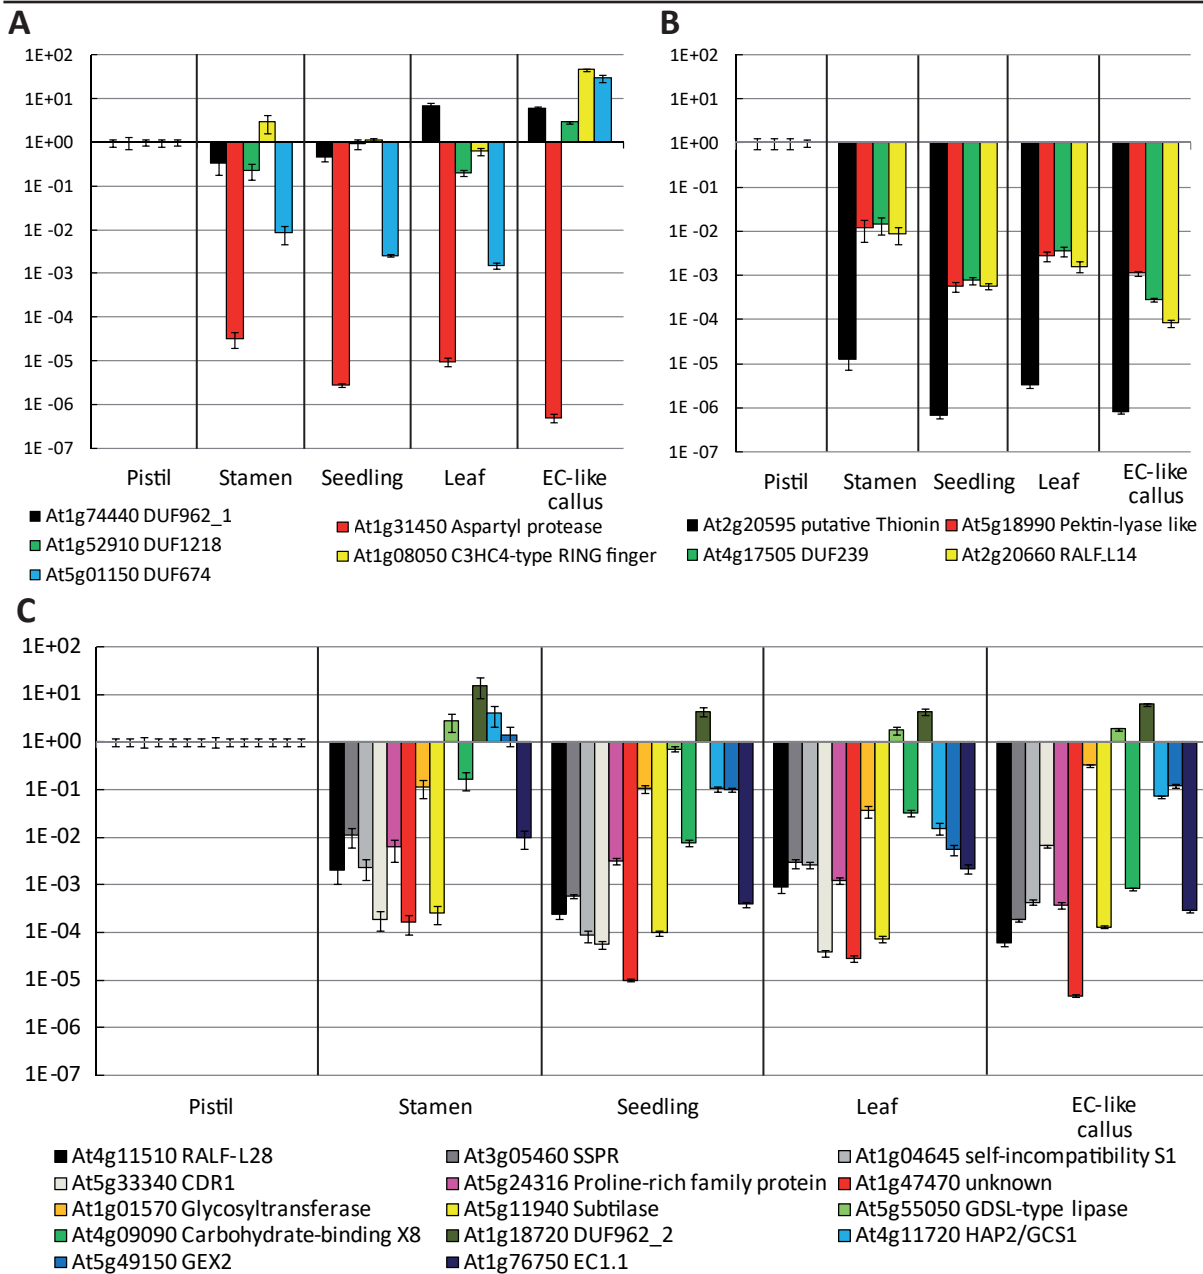 A
1E+02
1E+01
1E+00
1E -01
1E -02
1E -03
1E -04
1E -05
1E -06
1E -07
Pistil Stamen Seedling Leaf EC-like callus
At1g74440 DUF962_1
At1g31450 Aspartyl protease
At1g52910 DUF1218
At1g08050 C3HC4-type RING finger
At5g01150 DUF674
B
1E+02
1E+01
1E+00
1E -01
1E -02
1E -03
1E -04
1E -05
1E -06
1E -07
Pistil Stamen Seedling Leaf EC-like callus
At2g20595 putative Thionin At5g18990 Pektin-lyase like
At4g17505 DUF239 At2g20660 RALF_L14
C
1E+02
1E+01
1E+00
1E -01
1E -02
1E -03
1E -04
1E -05
1E -06
1E -07
Pistil Stamen Seedling Leaf EC-like callus
At4g11510 RALF-L28 At3g05460 SSPR At1g04645 self-incompatibility S1
At5g33340 CDR1 At5g24316 Proline-rich family protein At1g47470 unknown
At1g01570 Glycosyltransferase At5g11940 Subtilase At5g55050 GDSL-type lipase
At4g09090 Carbohydrate-binding X8 At1g18720 DUF962_2 At4g11720 HAP2/GCS1
At5g49150 GEX2 At1g76750 EC1.1